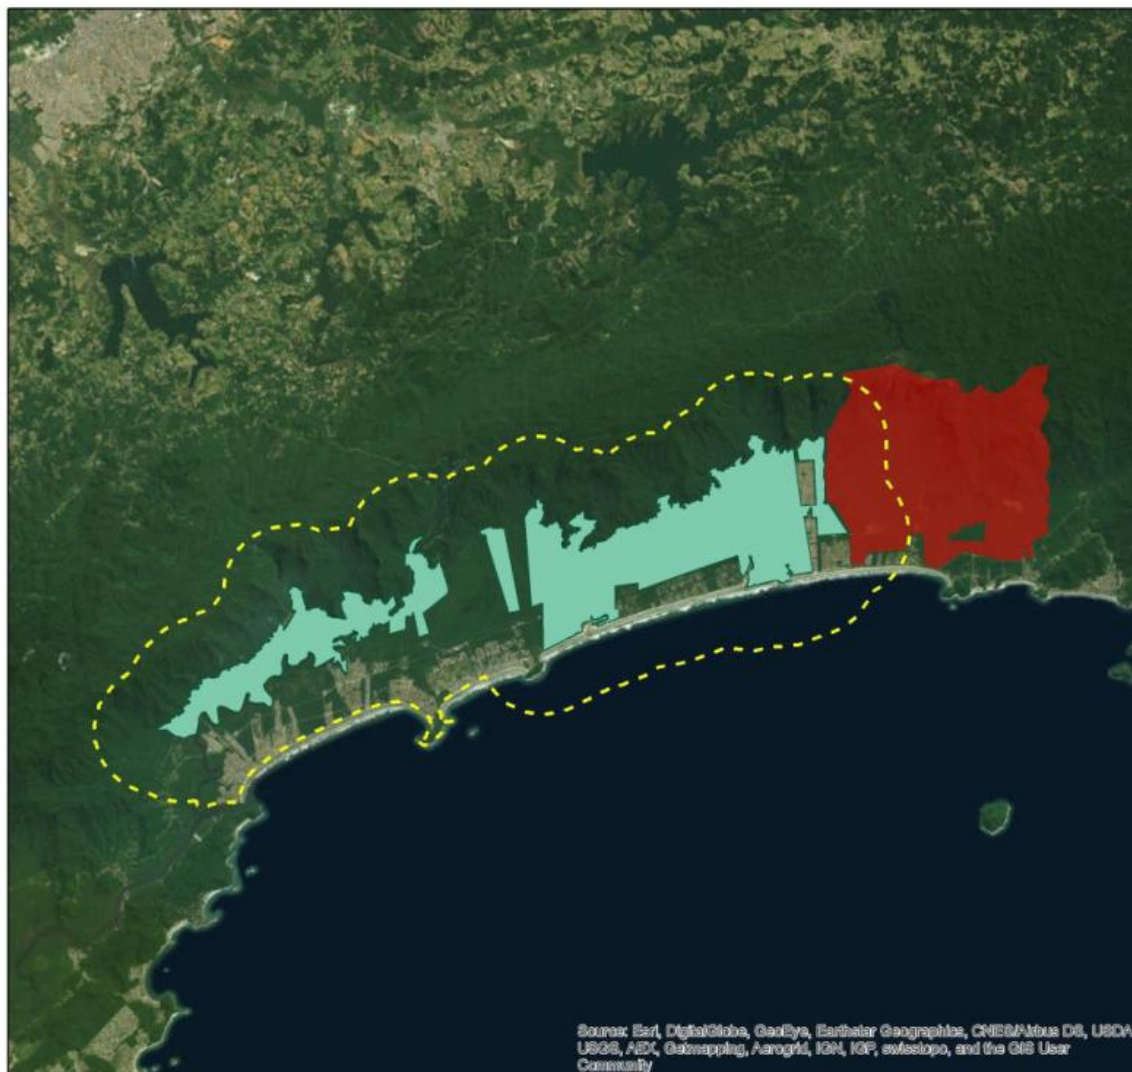 Source: Esri, DigitalGlobe, GeoEye, Earthstar Geographics, CNES/Airbus DS, USDA,
USGS, AEX, Getmapping, Aerogrid, IGN, IGP, swisstopo, and the GIS User
Community